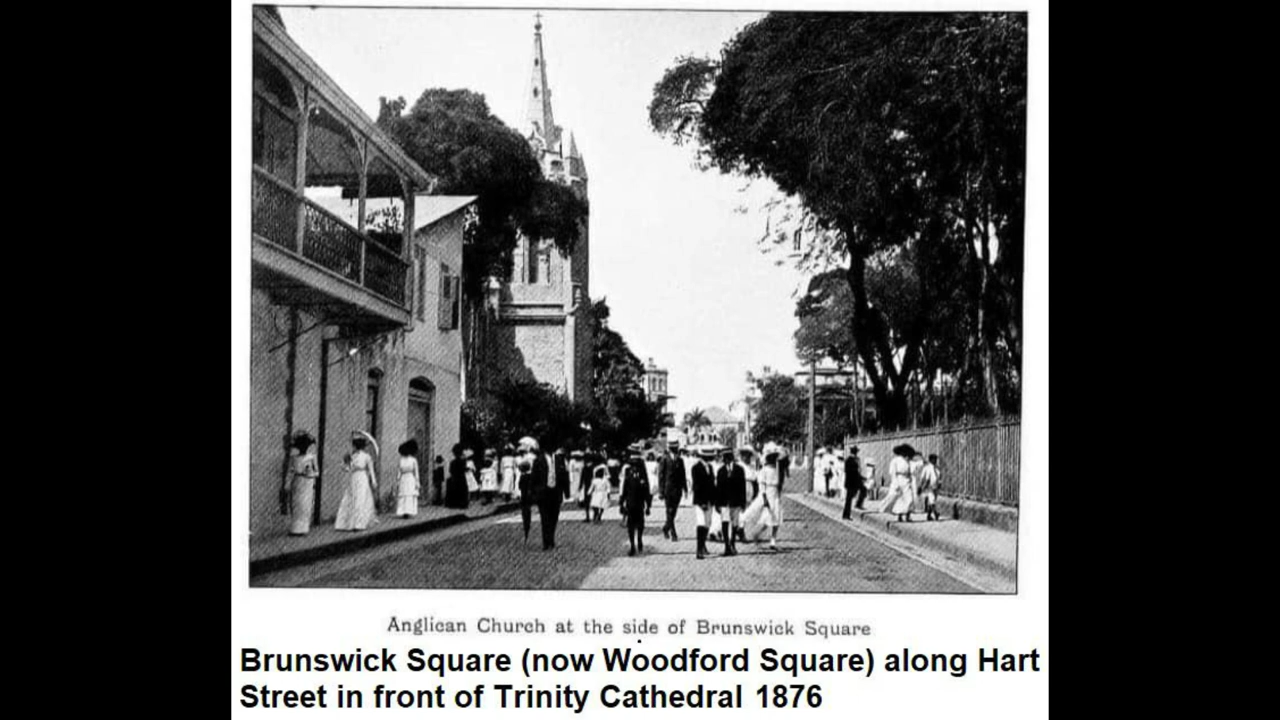 Anglican Church at the side of Brunswick Square
Brunswick Square (now Woodford Square) along Hart
Street in front of Trinity Cathedral 1876